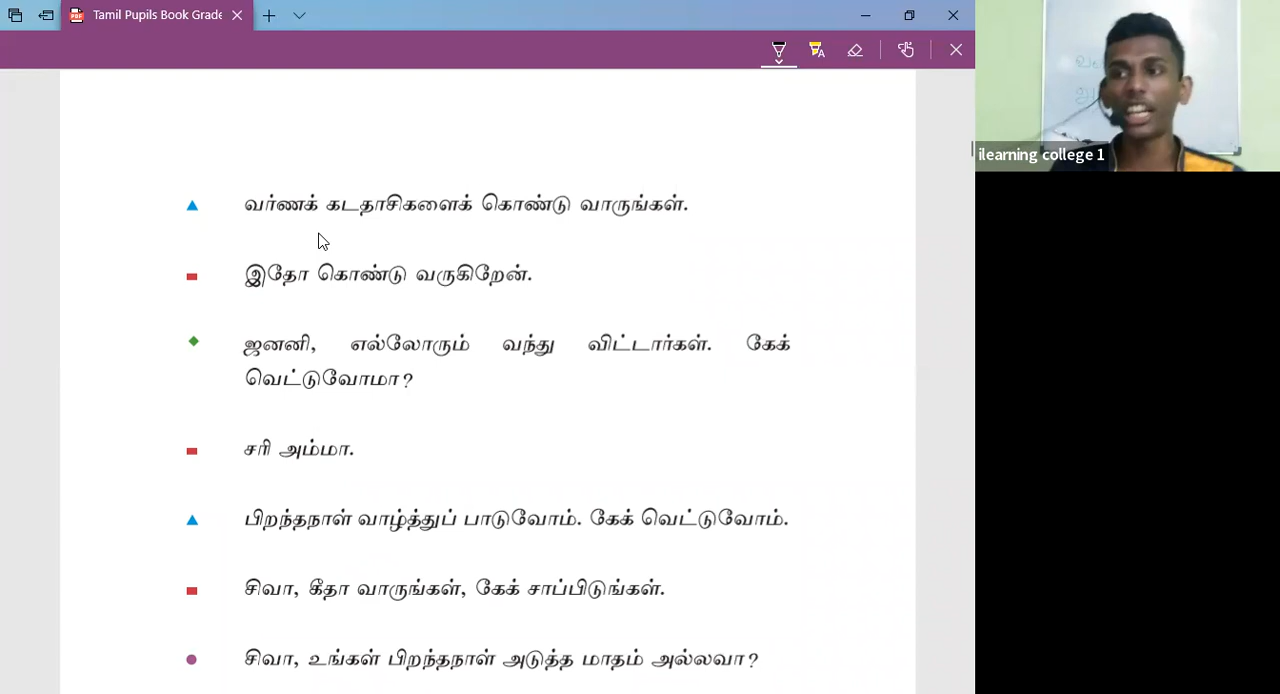 Tamil Pupils Book Grade
வர்ணக் கடதாசிகளைக் கொண்டு வாருங்கள்.
ilearning college 1
இதோ கொண்டு வருகிறேன்.
ஜனனி, எல்லோரும் வந்து விட்டார்கள். கேக்
வெட்டுவோமா?
சரி அம்மா.
பிறந்தநாள் வாழ்த்துப் பாடுவோம். கேக் வெட்டுவோம்.
சிவா, கீதா வாருங்கள், கேக் சாப்பிடுங்கள்.
சிவா, உங்கள் பிறந்தநாள் அடுத்த மாதம் அல்லவா?